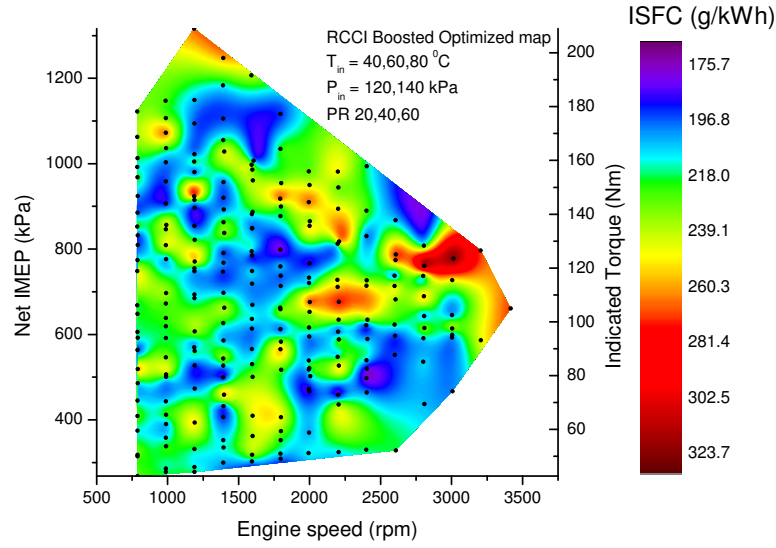 ISFC (g/kWh)
RCCI Boosted Optimized map
T_in = 40,60,80 ⁰C
P_in = 120,140 kPa
PR 20,40,60
Net IMEP (kPa)
1200
1000
800
600
400
Indicated Torque (Nm)
200
180
160
140
120
100
80
60
175.7
196.8
218.0
239.1
260.3
281.4
302.5
323.7
500 1000 1500 2000 2500 3000 3500
Engine speed (rpm)